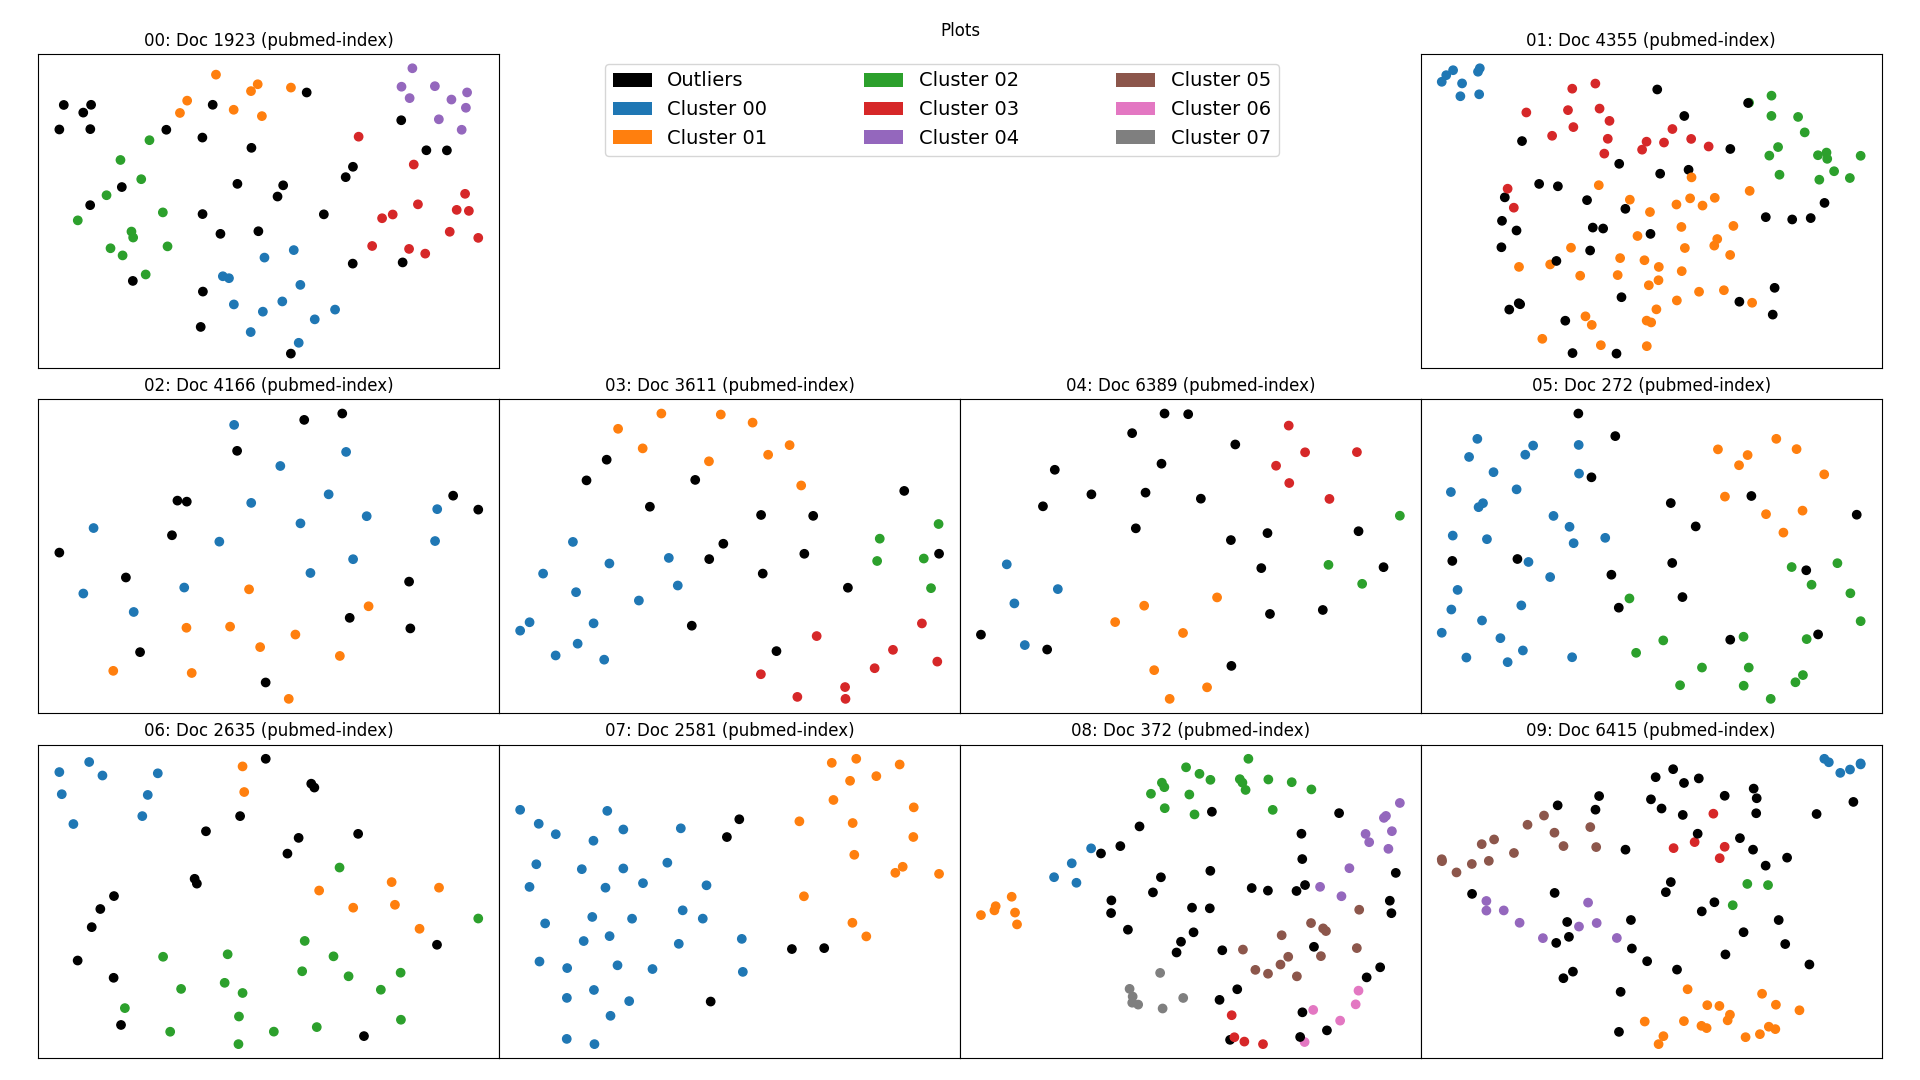 Plots
00: Doc 1923 (pubmed-index)
01: Doc 4355 (pubmed-index)
Outliers
Cluster 00
Cluster 01
Cluster 02
Cluster 03
Cluster 04
Cluster 05
Cluster 06
Cluster 07
02: Doc 4166 (pubmed-index)
03: Doc 3611 (pubmed-index)
04: Doc 6389 (pubmed-index)
05: Doc 272 (pubmed-index)
06: Doc 2635 (pubmed-index)
07: Doc 2581 (pubmed-index)
08: Doc 372 (pubmed-index)
09: Doc 6415 (pubmed-index)